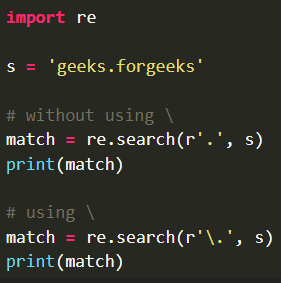 import re
s = 'geeks.forgeeks'
# without using \
match = re.search(r'.', s)
print(match)
# using \
match = re.search(r'\.', s)
print(match)